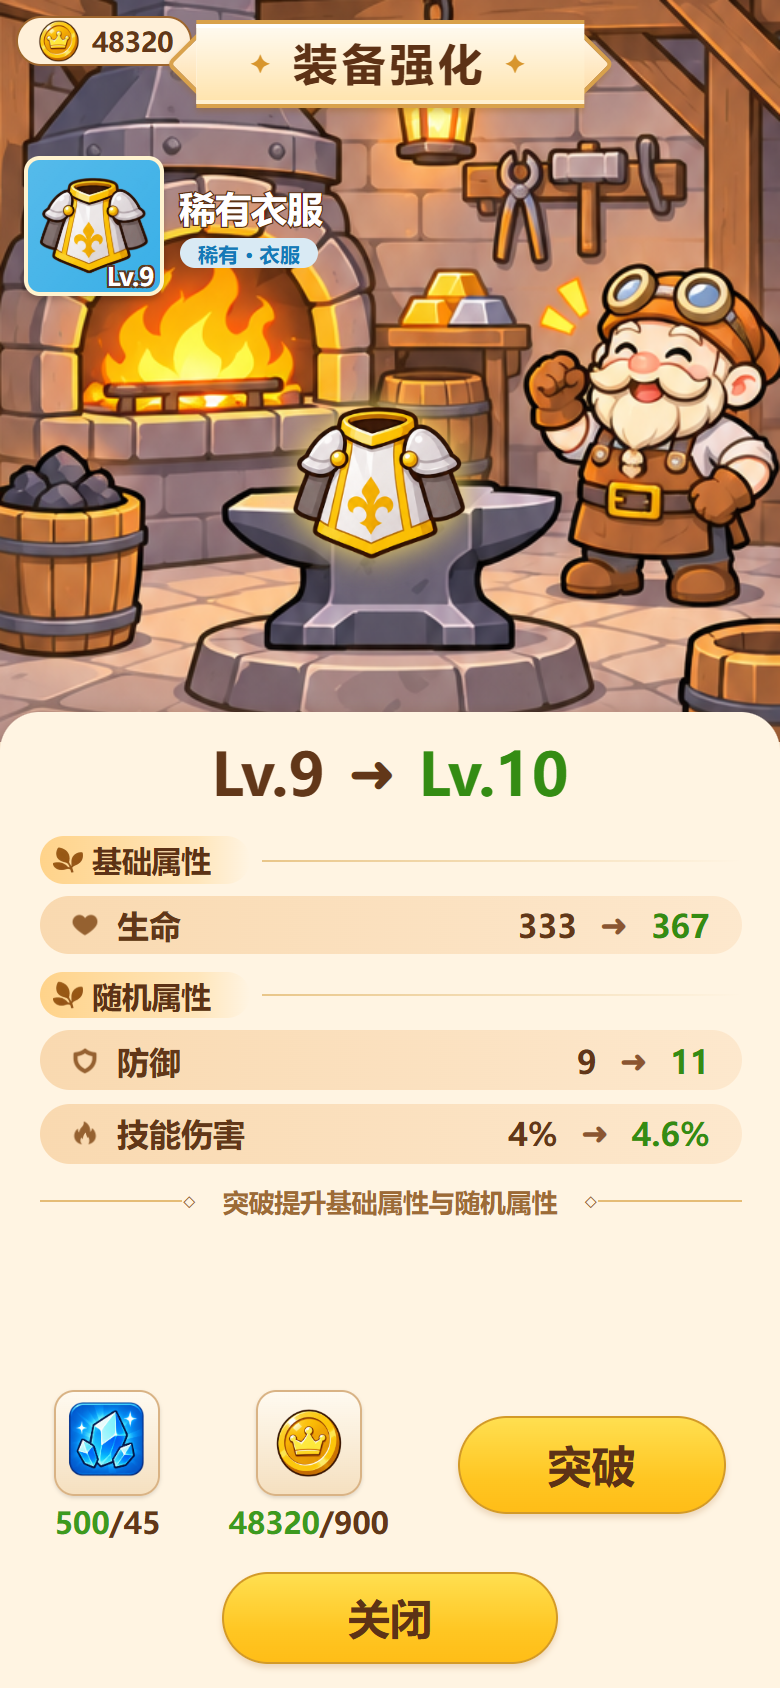 48320
装备强化
Lv.9
稀有衣服
稀有·衣服
Lv.9 → Lv.10
基础属性
生命 333 → 367
随机属性
防御 9 → 11
技能伤害 4% → 4.6%
突破提升基础属性与随机属性
500/45 48320/900
突破
关闭